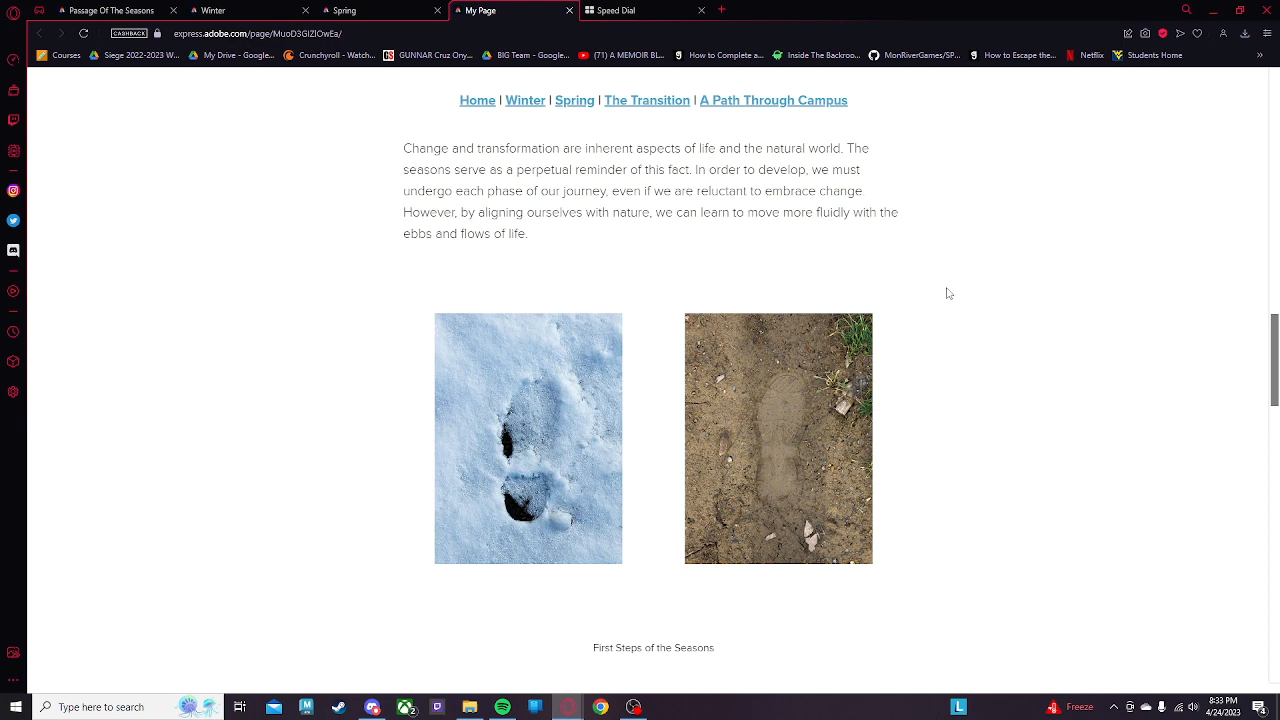 Passage Of The Seasons
Winter
Spring
My Page
Speed Dial
CASHBACK
express.adobe.com/page/MuoD3GIZIOwEa/
Courses
Siege 2022-2023 W...
My Drive - Google...
Crunchyroll - Watch...
GUNNAR Cruz Ony...
BIG Team - Google...
(71) A MEMOIR BL...
How to Complete a...
Inside The Backroo...
MonRiverGames/SP...
How to Escape the...
Netflix
Students Home
Home | Winter | Spring | The Transition | A Path Through Campus
Change and transformation are inherent aspects of life and the natural world. The
seasons serve as a perpetual reminder of this fact. In order to develop, we must
undergo each phase of our journey, even if we are reluctant to embrace change.
However, by aligning ourselves with nature, we can learn to move more fluidly with the
ebbs and flows of life.
First Steps of the Seasons
Type here to search
Freeze
8:33 PM
4/24/2023